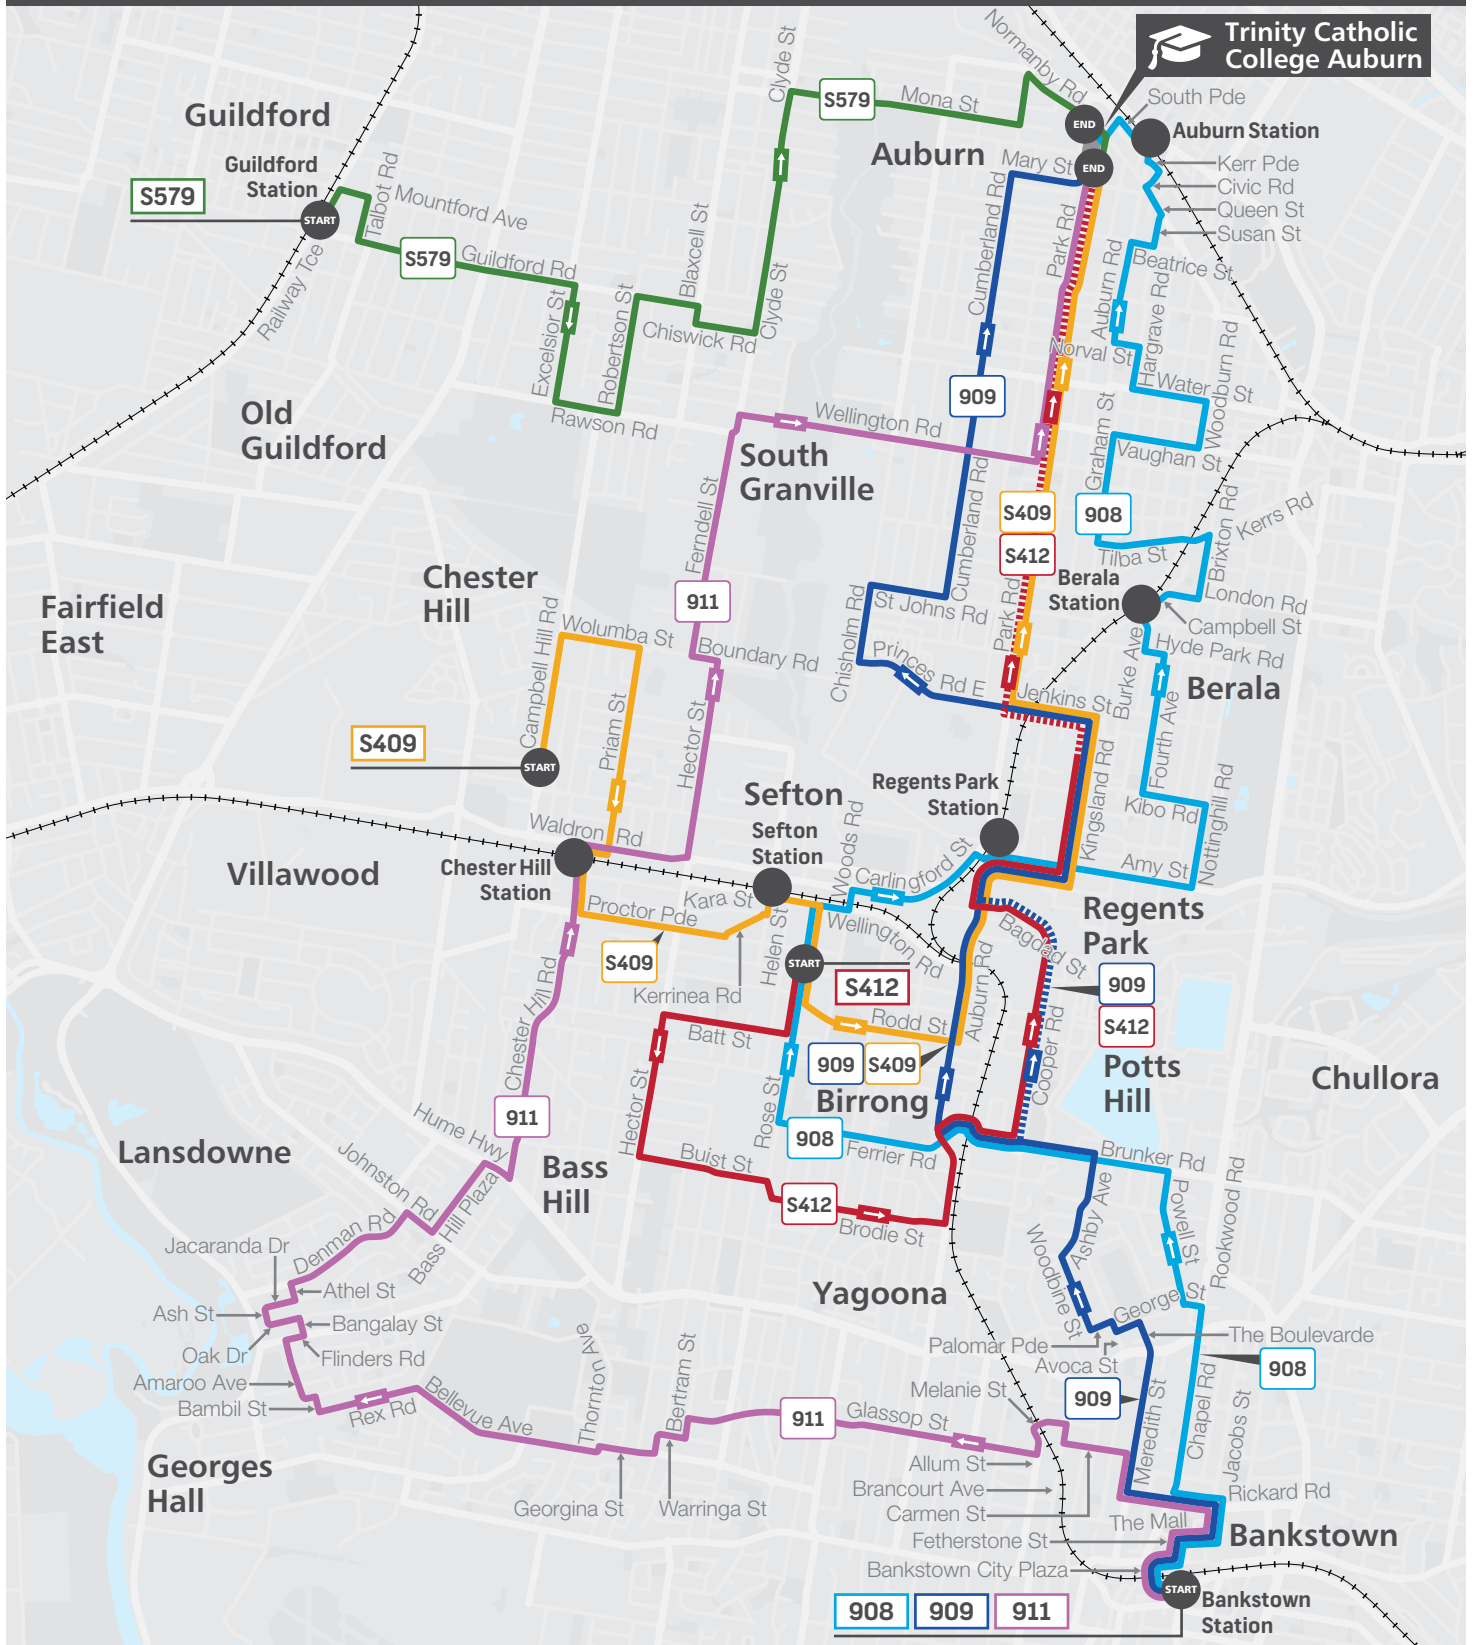 Trinity Catholic
College Auburn
Normanby Rd
South Pde
Auburn Station
Clyde St
S579
Mona St
END
Guildford
Guildford
Station
S579
START
Talbot Rd
Mountford Ave
Auburn
Mary St
END
Kerr Pde
Civic Rd
Queen St
Susan St
S579
Guildford Rd
Railway Tce
Blaxcell St
Cumberland Rd
Park Rd
Auburn Rd
Beatrice St
Excelsior St
Robertson St
Chiswick Rd
Clyde St
Hargrave Rd
Norval St
Woodburn Rd
Water St
909
Old
Guildford
Rawson Rd
Wellington Rd
Graham St
Vaughan St
South
Granville
Ferndell St
Cumberland Rd
S409
908
S412
Kerrs Rd
Brixton Rd
Tilba St
Chester
Hill
Fairfield
East
911
Berala
Station
London Rd
Campbell St
St Johns Rd
Chisholm Rd
Park Rd
Campbell Hill Rd
Wolumba St
Boundary Rd
Princes Rd E
Burke Ave
Hyde Park Rd
Berala
Jenkins St
Priam St
Hector St
Fourth Ave
S409
START
Kingsland Rd
Sefton
Sefton
Station
Regents Park
Station
Kibo Rd
Nottinghill Rd
Waldron Rd
Woods Rd
Carlingford St
Amy St
Villawood
Chester Hill
Station
Kara St
Proctor Pde
Helen St
Wellington Rd
Regents
Park
Bagdad St
S409
Kerrinea Rd
START
S412
909
S412
Chester Hill Rd
Auburn Rd
Rodd St
Cooper Rd
Batt St
909
S409
Birrong
Potts
Hill
Chullora
Hector St
Rose St
911
Hume Hwy
908
Ferrier Rd
Brunker Rd
Lansdowne
Johnston Rd
Bass
Hill
Buist St
S412
Brodie St
Ashby Ave
Powell St
Rookwood Rd
Bass Hill Plaza
Denman Rd
Jacaranda Dr
Athel St
Ash St
Bangalay St
Oak Dr
Flinders Rd
Amaroo Ave
Bambil St
Rex Rd
Bellevue Ave
Yagoona
Woodbine St
George St
Palomar Pde
The Boulevarde
Avoca St
908
Thornton Ave
Bertram St
Melanie St
909
Meredith St
Chapel Rd
Jacobs St
911
Glassop St
Georges
Hall
Georgina St
Warringa St
Allum St
Brancourt Ave
Carmen St
Rickard Rd
The Mall
Fetherstone St
Bankstown
Bankstown City Plaza
START
Bankstown
Station
908
909
911